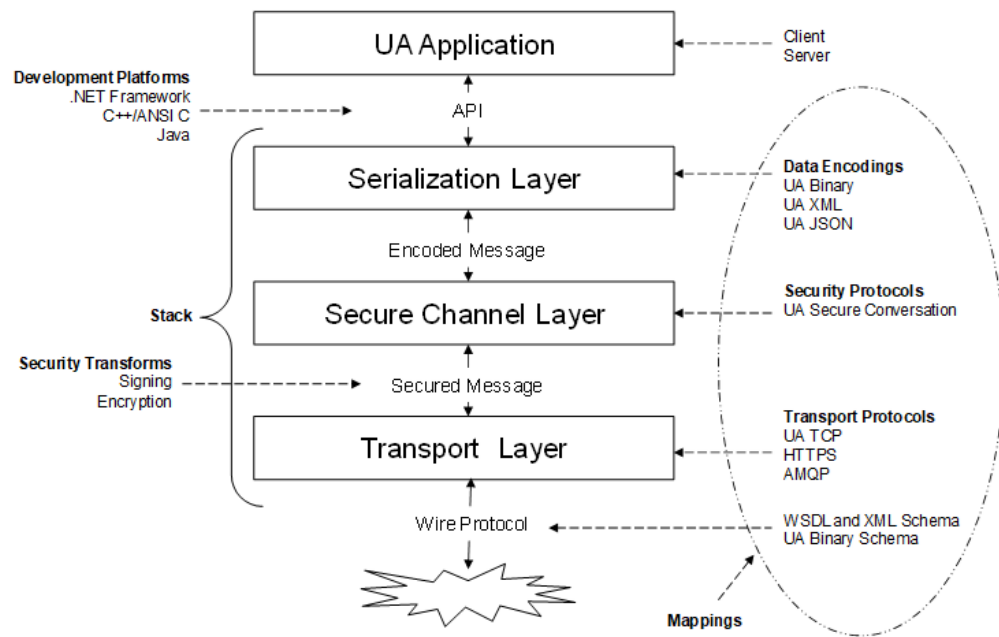 UA Application
Client
Server
Development Platforms
.NET Framework
C++/ANSI C
Java
API
Serialization Layer
Data Encodings
UA Binary
UA XML
UA JSON
Encoded Message
Stack
Secure Channel Layer
Security Protocols
UA Secure Conversation
Security Transforms
Signing
Encryption
Secured Message
Transport Layer
Transport Protocols
UA TCP
HTTPS
AMQP
Wire Protocol
WSDL and XML Schema
UA Binary Schema
Mappings